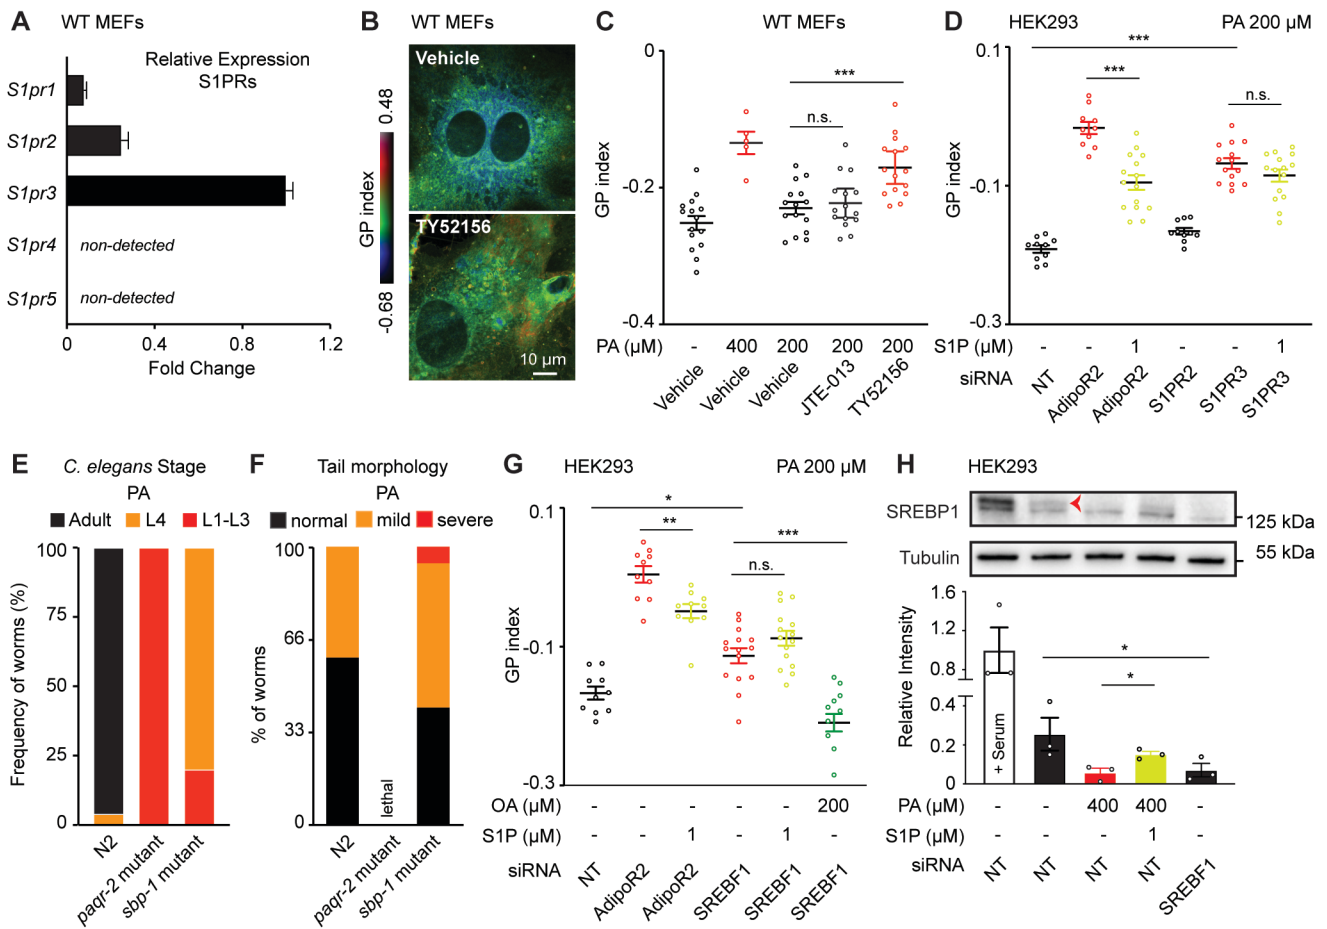 A WT MEFs
Relative Expression
S1PRs
S1pr1
S1pr2
S1pr3
S1pr4 non-detected
S1pr5 non-detected
0 0.4 0.8 1.2
Fold Change
B WT MEFs
Vehicle
TY52156
10 µm
0.48
GP index
-0.68
C WT MEFs
0
-0.2
-0.4
GP index
***
n.s.
PA (µM) - 400 200 200 200
Vehicle Vehicle Vehicle JTE-013 TY52156
D HEK293 PA 200 µM
0.1
-0.1
-0.3
GP index
***
***
n.s.
S1P (µM) - - 1 - - 1
siRNA NT AdipoR2 AdipoR2 S1PR2 S1PR3 S1PR3
E C. elegans Stage
PA
Adult L4 L1-L3
100
75
50
25
0
Frequency of worms (%)
N2 paqr-2 mutant sbp-1 mutant
F Tail morphology
PA
normal mild severe
100
66
33
0
% of worms
lethal
N2 paqr-2 mutant sbp-1 mutant
G HEK293 PA 200 µM
0.1
-0.1
-0.3
GP index
*
**
***
n.s.
OA (µM) - - - - - 200
S1P (µM) - - 1 - 1 -
siRNA NT AdipoR2 AdipoR2 SREBF1 SREBF1 SREBF1
H HEK293
SREBP1
125 kDa
Tubulin
55 kDa
1.6
1.2
0.8
0.4
0.2
0
Relative Intensity
*
*
+ Serum
PA (µM) - - 400 400 -
S1P (µM) - - - 1 -
siRNA NT NT NT NT SREBF1